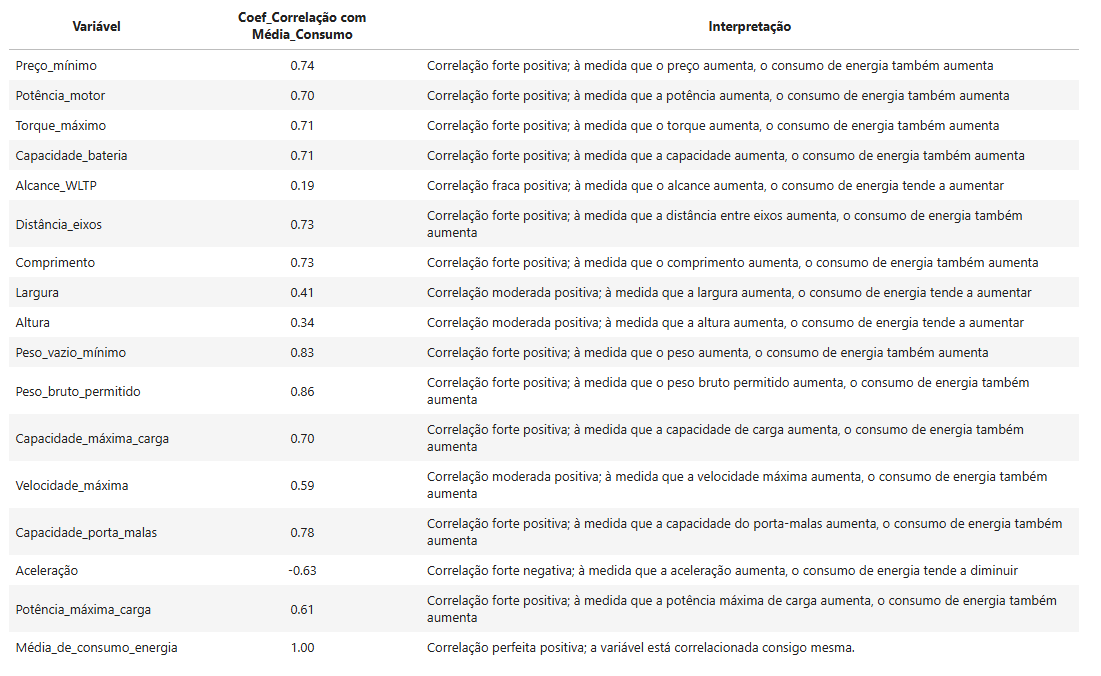 Variável Coef_Correlação com Média_Consumo Interpretação
Preço_mínimo 0.74 Correlação forte positiva; à medida que o preço aumenta, o consumo de energia também aumenta
Potência_motor 0.70 Correlação forte positiva; à medida que a potência aumenta, o consumo de energia também aumenta
Torque_máximo 0.71 Correlação forte positiva; à medida que o torque aumenta, o consumo de energia também aumenta
Capacidade_bateria 0.71 Correlação forte positiva; à medida que a capacidade aumenta, o consumo de energia também aumenta
Alcance_WLTP 0.19 Correlação fraca positiva; à medida que o alcance aumenta, o consumo de energia tende a aumentar
Distância_eixos 0.73 Correlação forte positiva; à medida que a distância entre eixos aumenta, o consumo de energia também
aumenta
Comprimento 0.73 Correlação forte positiva; à medida que o comprimento aumenta, o consumo de energia também aumenta
Largura 0.41 Correlação moderada positiva; à medida que a largura aumenta, o consumo de energia tende a aumentar
Altura 0.34 Correlação moderada positiva; à medida que a altura aumenta, o consumo de energia tende a aumentar
Peso_vazio_mínimo 0.83 Correlação forte positiva; à medida que o peso aumenta, o consumo de energia também aumenta
Peso_bruto_permitido 0.86 Correlação forte positiva; à medida que o peso bruto permitido aumenta, o consumo de energia também
aumenta
Capacidade_máxima_carga 0.70 Correlação forte positiva; à medida que a capacidade de carga aumenta, o consumo de energia também
aumenta
Velocidade_máxima 0.59 Correlação moderada positiva; à medida que a velocidade máxima aumenta, o consumo de energia também
aumenta
Capacidade_porta_malas 0.78 Correlação forte positiva; à medida que a capacidade do porta-malas aumenta, o consumo de energia também
aumenta
Aceleração -0.63 Correlação forte negativa; à medida que a aceleração aumenta, o consumo de energia tende a diminuir
Potência_máxima_carga 0.61 Correlação forte positiva; à medida que a potência máxima de carga aumenta, o consumo de energia também
aumenta
Média_de_consumo_energia 1.00 Correlação perfeita positiva; a variável está correlacionada consigo mesma.